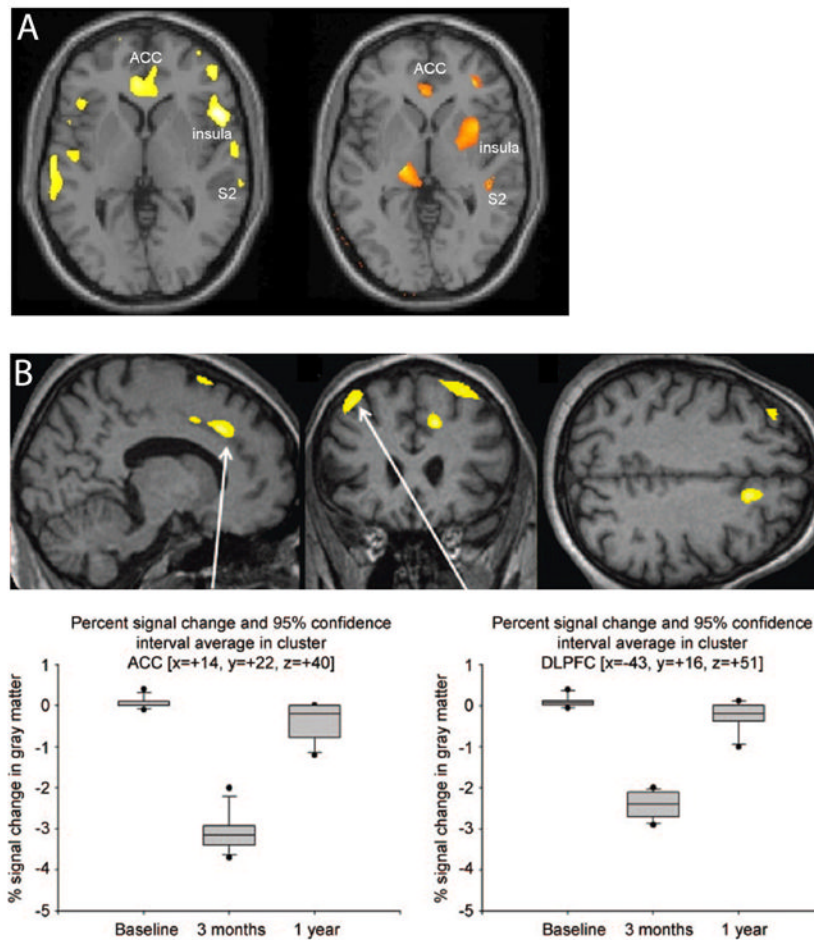 A
ACC
insula
S2
ACC
insula
S2
B
Percent signal change and 95% confidence
interval average in cluster
ACC [x=+14, y=+22, z=+40]
% signal change in gray matter
1
0
-1
-2
-3
-4
-5
Baseline 3 months 1 year
Percent signal change and 95% confidence
interval average in cluster
DLPFC [x=-43, y=+16, z=+51]
% signal change in gray matter
1
0
-1
-2
-3
-4
-5
Baseline 3 months 1 year